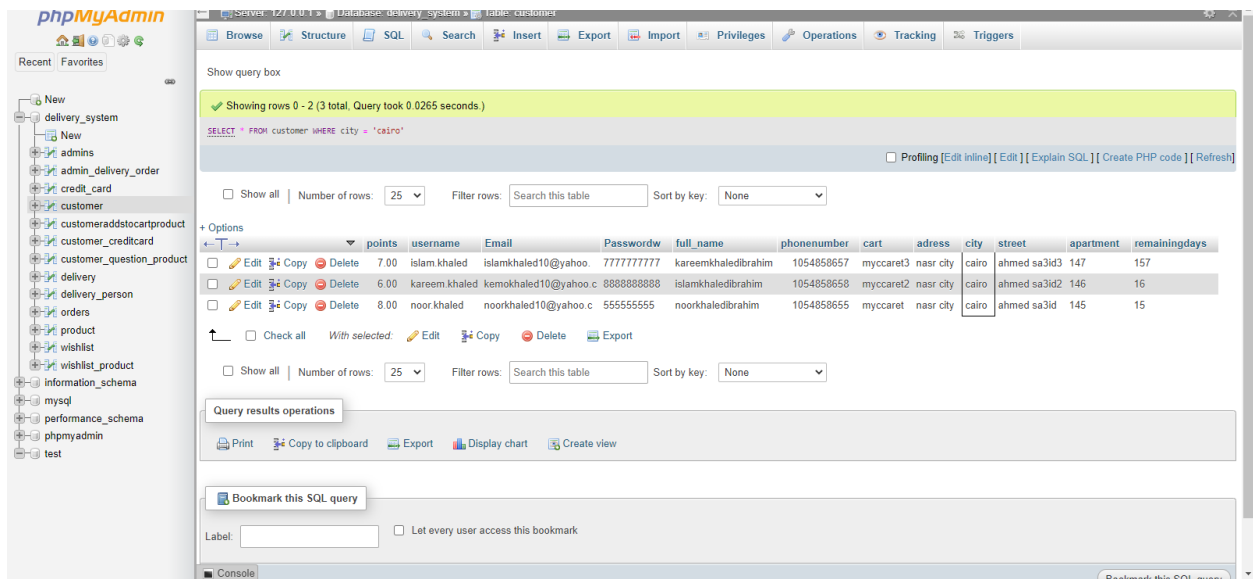 phpMyAdmin
Recent Favorites
New
delivery_system
New
admins
admin_delivery_order
credit_card
customer
customeraddstocartproduct
customer_creditcard
customer_question_product
delivery
delivery_person
orders
product
wishlist
wishlist_product
information_schema
mysql
performance_schema
phpmyadmin
test
Server: 127.0.0.1 » Database: delivery_system » Table: customer
Browse Structure SQL Search Insert Export Import Privileges Operations Tracking Triggers
Show query box
Showing rows 0 - 2 (3 total, Query took 0.0265 seconds.)
SELECT * FROM customer WHERE city = 'cairo'
Profiling [Edit inline] [ Edit ] [ Explain SQL ] [ Create PHP code ] [ Refresh]
Show all Number of rows: 25 Filter rows: Search this table Sort by key: None
+ Options
←T→ points username Email Passwordw full_name phonenumber cart adress city street apartment remainingdays
Edit Copy Delete 7.00 islam.khaled islamkhaled10@yahoo. 7777777777 kareemkhaledibrahim 1054858657 myccaret3 nasr city cairo ahmed sa3id3 147 157
Edit Copy Delete 6.00 kareem.khaled kemokhaled10@yahoo.c 8888888888 islamkhaledibrahim 1054858658 myccaret2 nasr city cairo ahmed sa3id2 146 16
Edit Copy Delete 8.00 noor.khaled noorkhaled10@yahoo.c 555555555 noorkhaledibrahim 1054858655 myccaret nasr city cairo ahmed sa3id 145 15
Check all With selected: Edit Copy Delete Export
Show all Number of rows: 25 Filter rows: Search this table Sort by key: None
Query results operations
Print Copy to clipboard Export Display chart Create view
Bookmark this SQL query
Label: Let every user access this bookmark
Console
Bookmark this SQL query